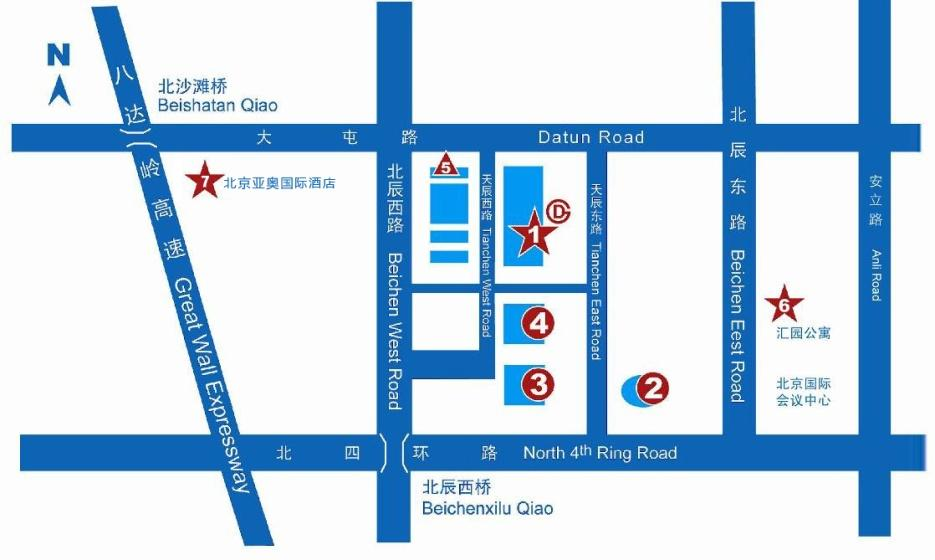 N
北沙滩桥
Beishatan Qiao
大屯路 Datun Road
八达岭高速 Great Wall Expressway
7
北京亚奥国际酒店
北辰西路 Beichen West Road
5
天辰西路 Tianchen West Road
D
1
天辰东路 Tianchen East Road
北辰东路 Beichen Eest Road
安立路 Anli Road
6
汇园公寓
4
3
2
北京国际
会议中心
北四环路 North 4th Ring Road
北辰西桥
Beichenxilu Qiao